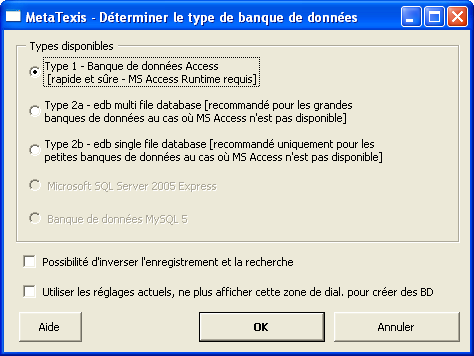 MetaTexis - Déterminer le type de banque de données
Types disponibles
Type 1 - Banque de données Access
[rapide et sûre - MS Access Runtime requis]
Type 2a - edb multi file database [recommandé pour les grandes
banques de données au cas où MS Access n'est pas disponible]
Type 2b - edb single file database [recommandé uniquement pour les
petites banques de données au cas où MS Access n'est pas disponible]
Microsoft SQL Server 2005 Express
Banque de données MySQL 5
Possibilité d'inverser l'enregistrement et la recherche
Utiliser les réglages actuels, ne plus afficher cette zone de dial. pour créer des BD
Aide
OK
Annuler